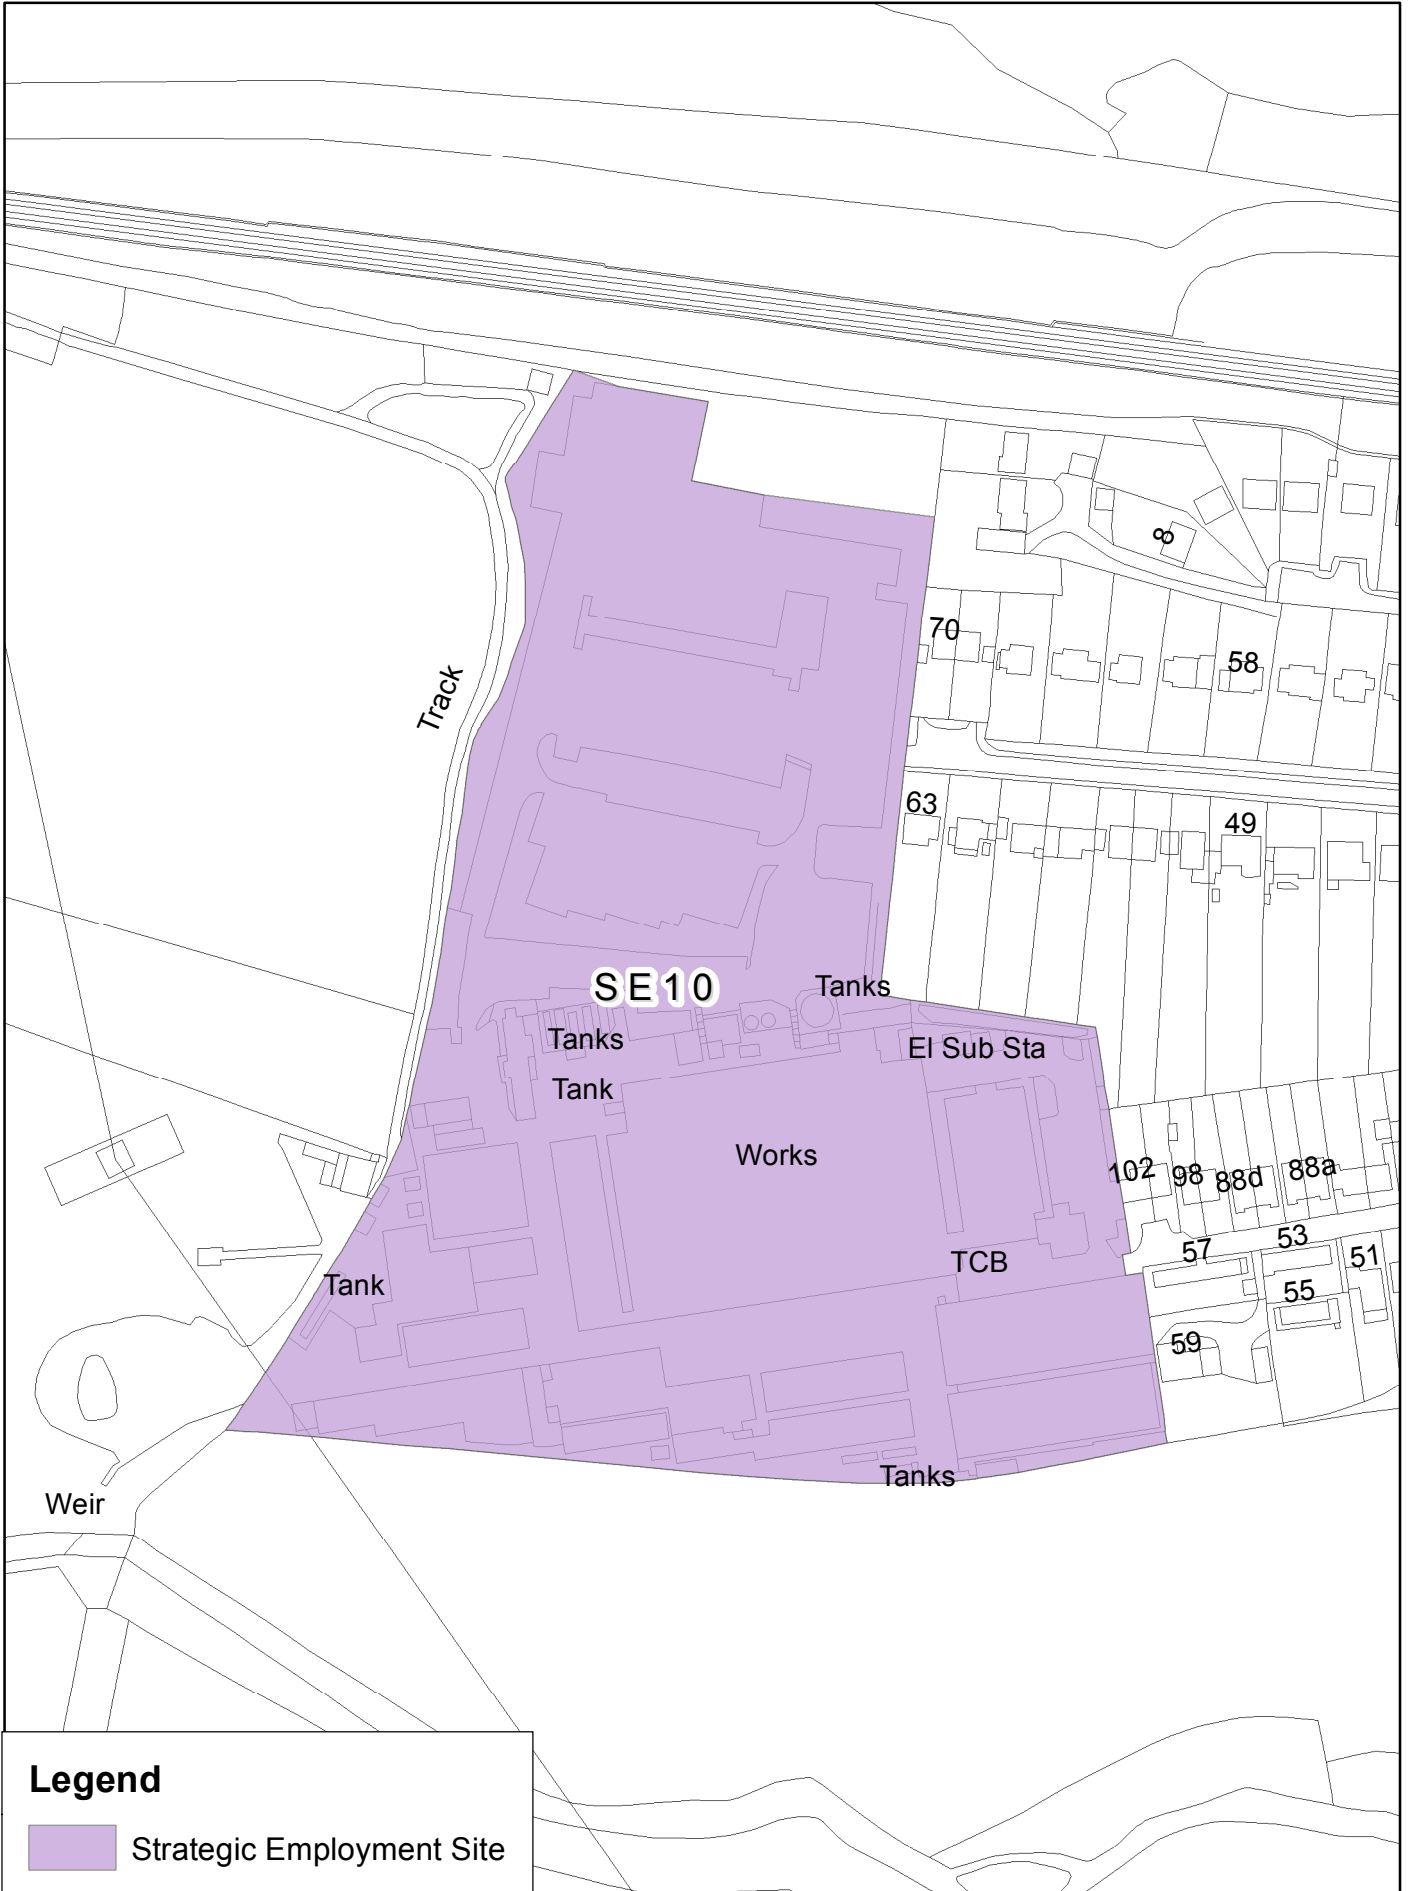 8
70
58
Track
63
49
SE10
Tanks
Tanks
El Sub Sta
Tank
Works
102
98
88d
88a
57
53
51
TCB
Tank
55
59
Tanks
Weir
Legend
Strategic Employment Site